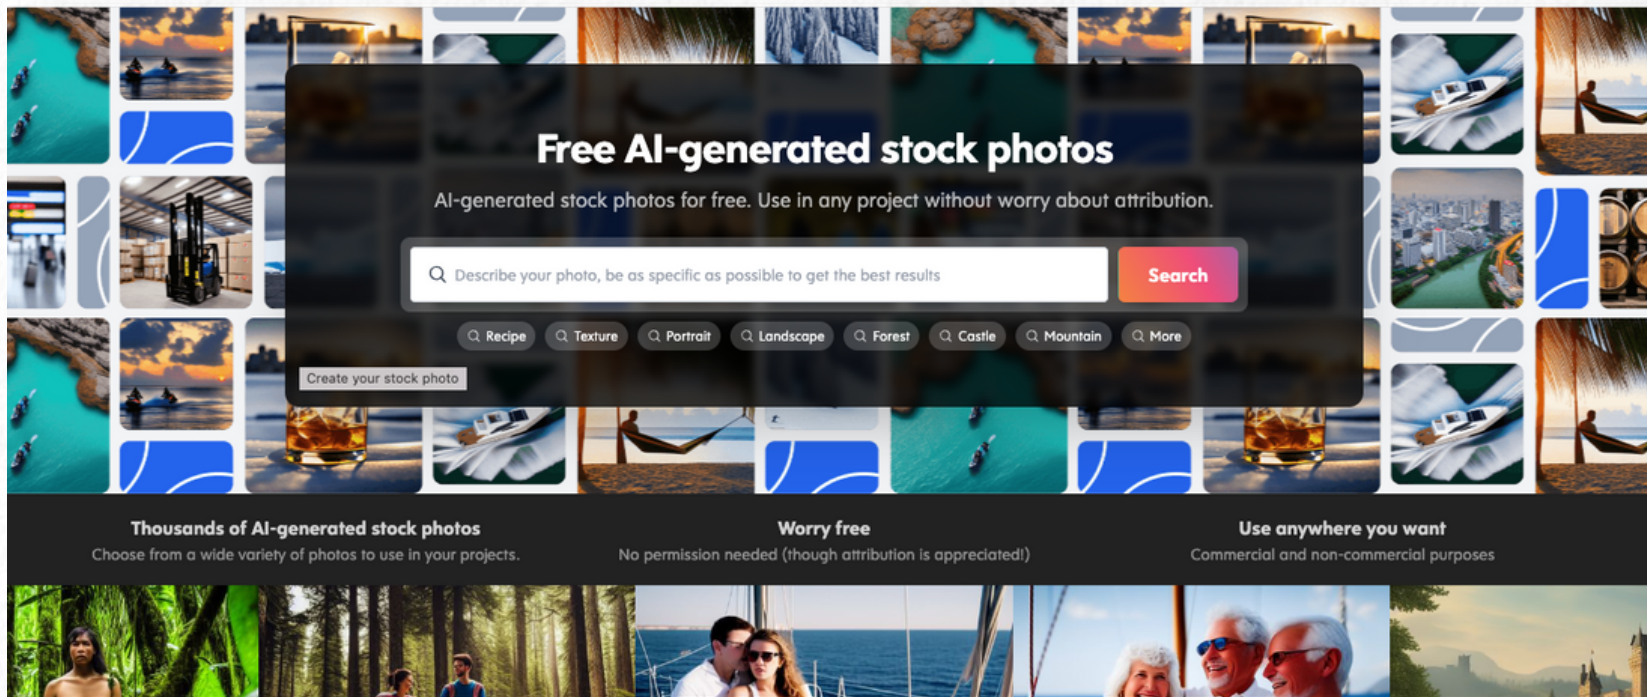 Free AI-generated stock photos
AI-generated stock photos for free. Use in any project without worry about attribution.
Describe your photo, be as specific as possible to get the best results
Search
Recipe
Texture
Portrait
Landscape
Forest
Castle
Mountain
More
Create your stock photo
Thousands of AI-generated stock photos
Choose from a wide variety of photos to use in your projects.
Worry free
No permission needed (though attribution is appreciated!)
Use anywhere you want
Commercial and non-commercial purposes